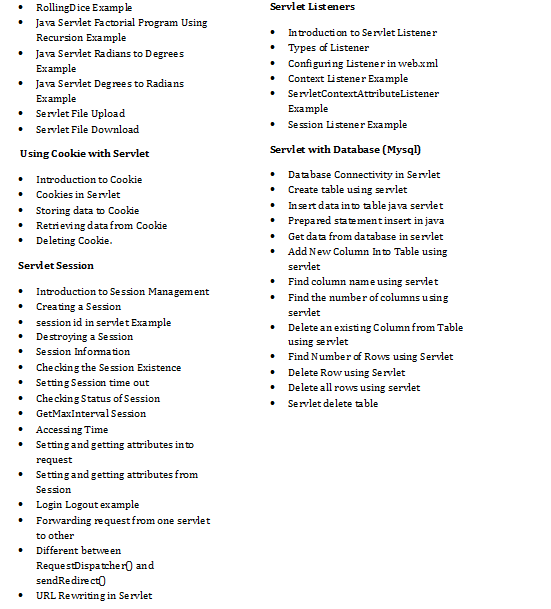 • RollingDice Example
• Java Servlet Factorial Program Using
Recursion Example
• Java Servlet Radians to Degrees
Example
• Java Servlet Degrees to Radians
Example
• Servlet File Upload
• Servlet File Download
Using Cookie with Servlet
• Introduction to Cookie
• Cookies in Servlet
• Storing data to Cookie
• Retrieving data from Cookie
• Deleting Cookie.
Servlet Session
• Introduction to Session Management
• Creating a Session
• session id in servlet Example
• Destroying a Session
• Session Information
• Checking the Session Existence
• Setting Session time out
• Checking Status of Session
• GetMaxInterval Session
• Accessing Time
• Setting and getting attributes into
request
• Setting and getting attributes from
Session
• Login Logout example
• Forwarding request from one servlet
to other
• Different between
RequestDispatcher() and
sendRedirect()
• URL Rewriting in Servlet
Servlet Listeners
• Introduction to Servlet Listener
• Types of Listener
• Configuring Listener in web.xml
• Context Listener Example
• ServletContextAttributeListener
Example
• Session Listener Example
Servlet with Database (Mysql)
• Database Connectivity in Servlet
• Create table using servlet
• Insert data into table java servlet
• Prepared statement insert in java
• Get data from database in servlet
• Add New Column Into Table using
servlet
• Find column name using servlet
• Find the number of columns using
servlet
• Delete an existing Column from Table
using servlet
• Find Number of Rows using Servlet
• Delete Row using Servlet
• Delete all rows using servlet
• Servlet delete table